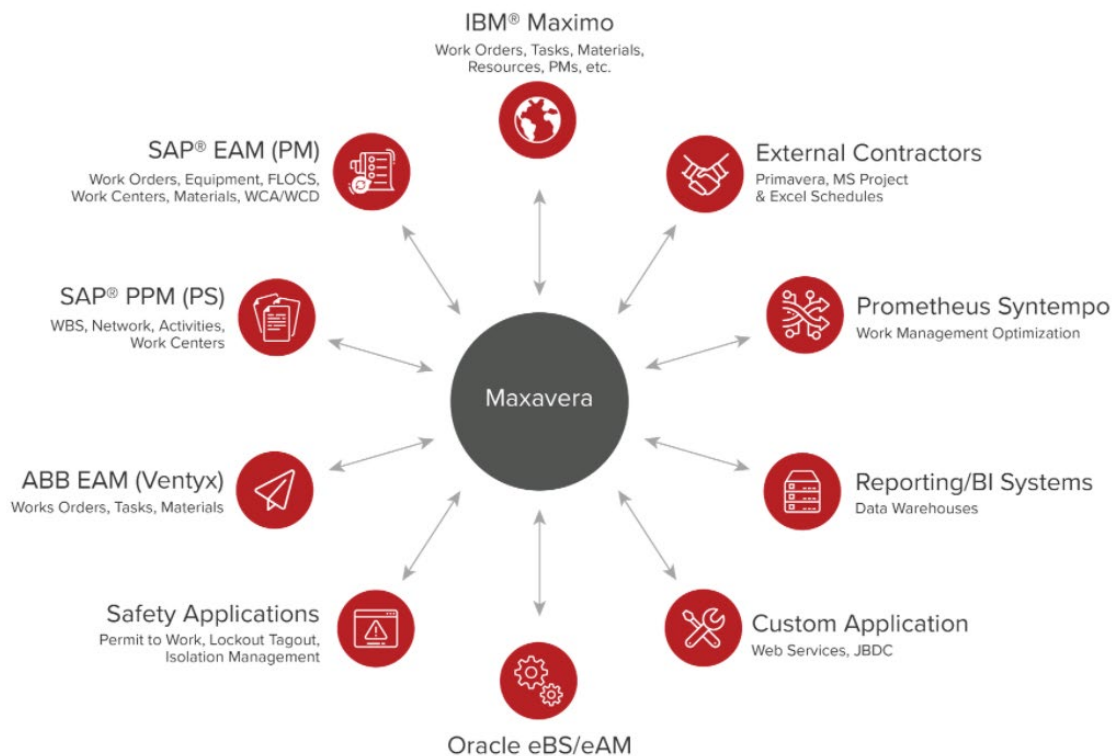 IBM® Maximo
Work Orders, Tasks, Materials,
Resources, PMs, etc.
SAP® EAM (PM)
Work Orders, Equipment, FLOCS,
Work Centers, Materials, WCA/WCD
External Contractors
Primavera, MS Project
& Excel Schedules
SAP® PPM (PS)
WBS, Network, Activities,
Work Centers
Prometheus Syntempo
Work Management Optimization
Maxavera
ABB EAM (Ventyx)
Works Orders, Tasks, Materials
Reporting/BI Systems
Data Warehouses
Safety Applications
Permit to Work, Lockout Tagout,
Isolation Management
Custom Application
Web Services, JBDC
Oracle eBS/eAM